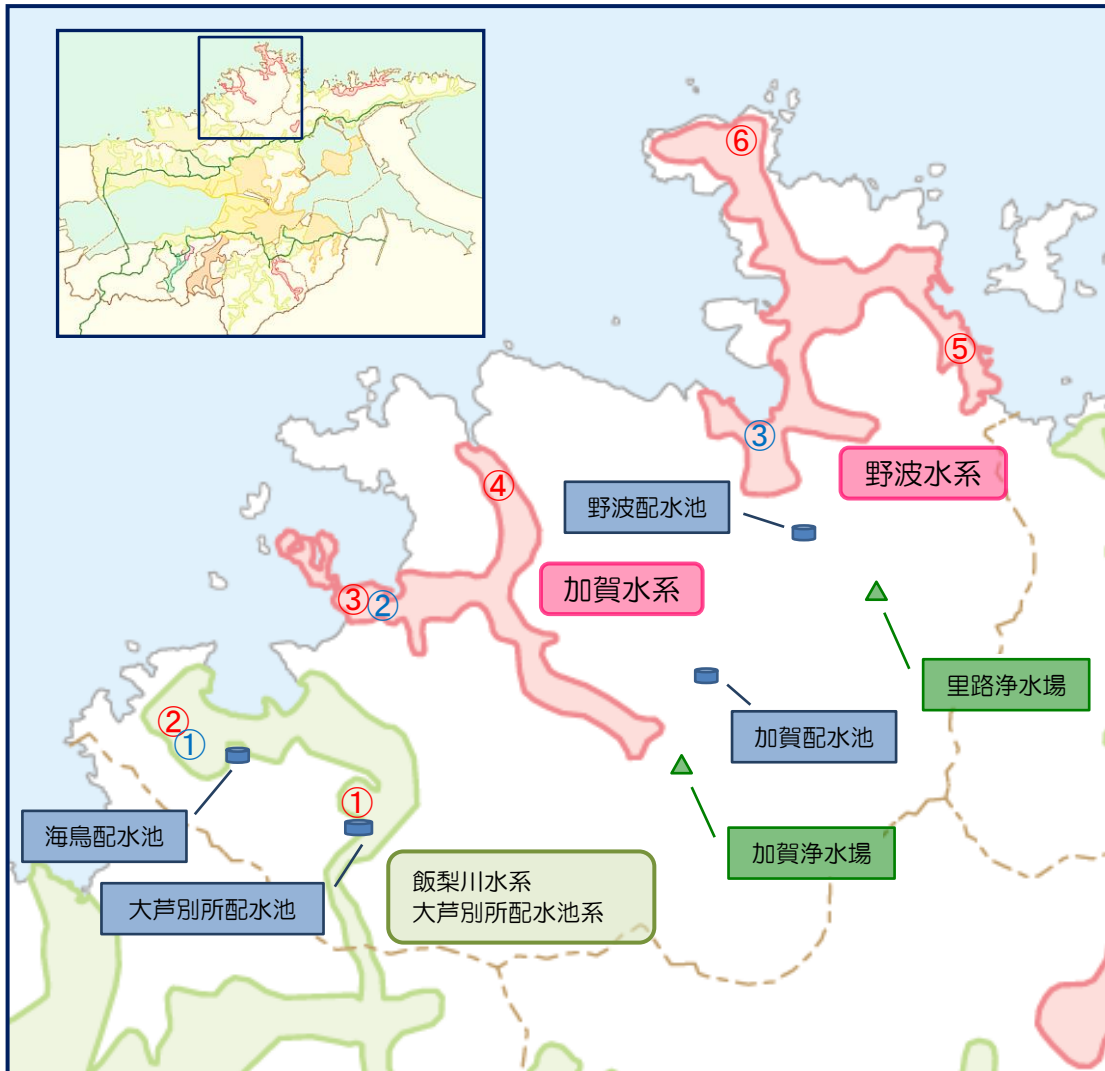 ⑥
⑤
③
野波水系
④
野波配水池
加賀水系
③
②
里路浄水場
②
①
加賀配水池
①
海鳥配水池
加賀浄水場
大芦別所配水池
飯梨川水系
大芦別所配水池系